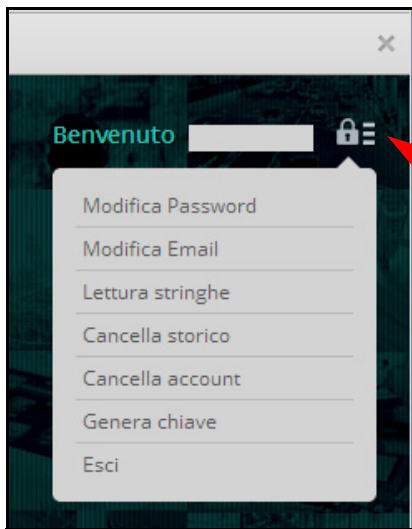 Benvenuto
Modifica Password
Modifica Email
Lettura stringhe
Cancella storico
Cancella account
Genera chiave
Esci